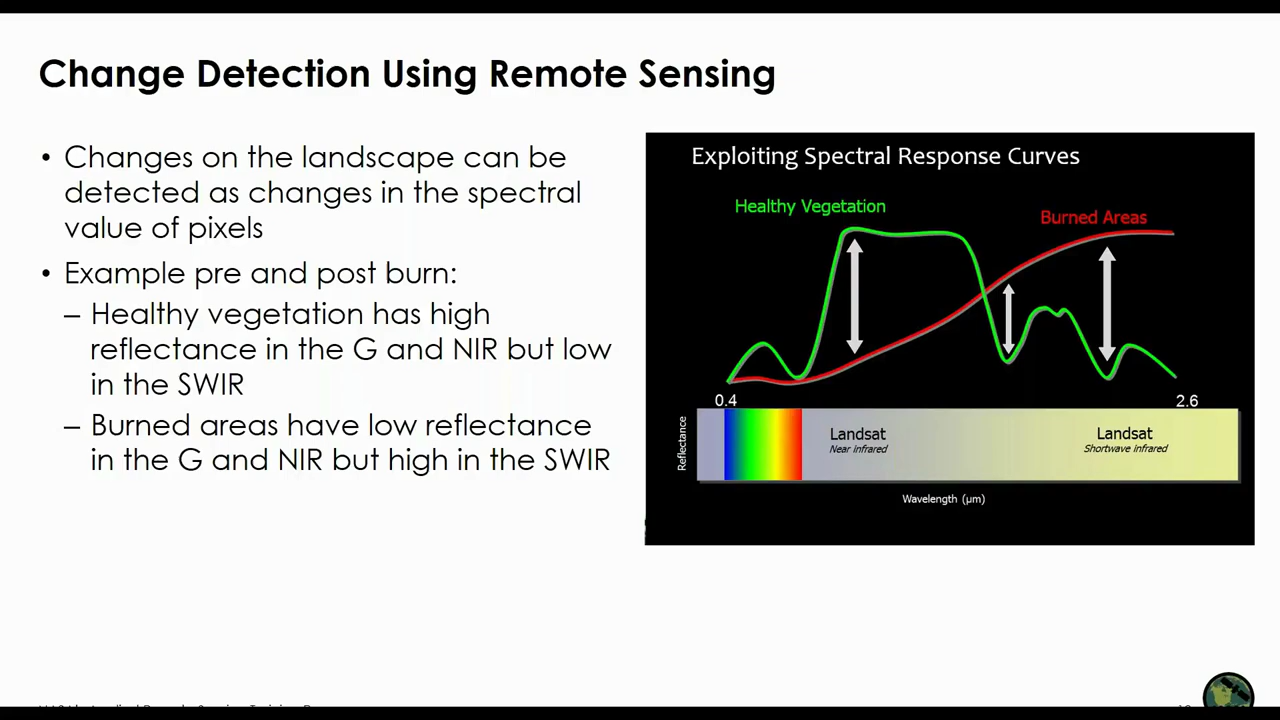 Change Detection Using Remote Sensing
• Changes on the landscape can be
detected as changes in the spectral
value of pixels
• Example pre and post burn:
– Healthy vegetation has high
reflectance in the G and NIR but low
in the SWIR
– Burned areas have low reflectance
in the G and NIR but high in the SWIR
Exploiting Spectral Response Curves
Healthy Vegetation
Burned Areas
0.4
2.6
Reflectance
Landsat
Near infrared
Landsat
Shortwave infrared
Wavelength (µm)